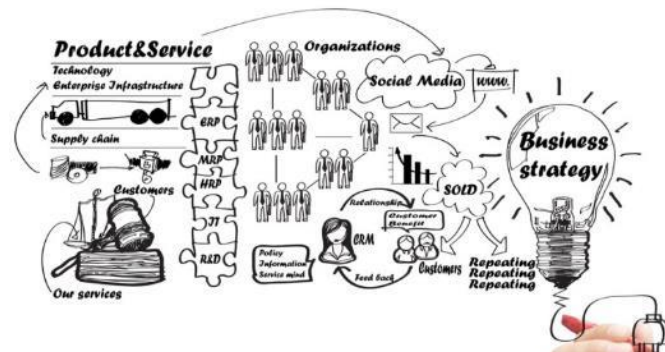 Product&Service
Technology
Enterprise Infrastructure
Supply chain
Customers
Our services
ERP
MRP
HRP
IT
R&D
Organizations
Social Media
www.
SOLD
Relationship
Customer
Benefit
CRM
Policy
Information
Service mind
Feed back
Customers
Repeating
Repeating
Repeating
Business
strategy